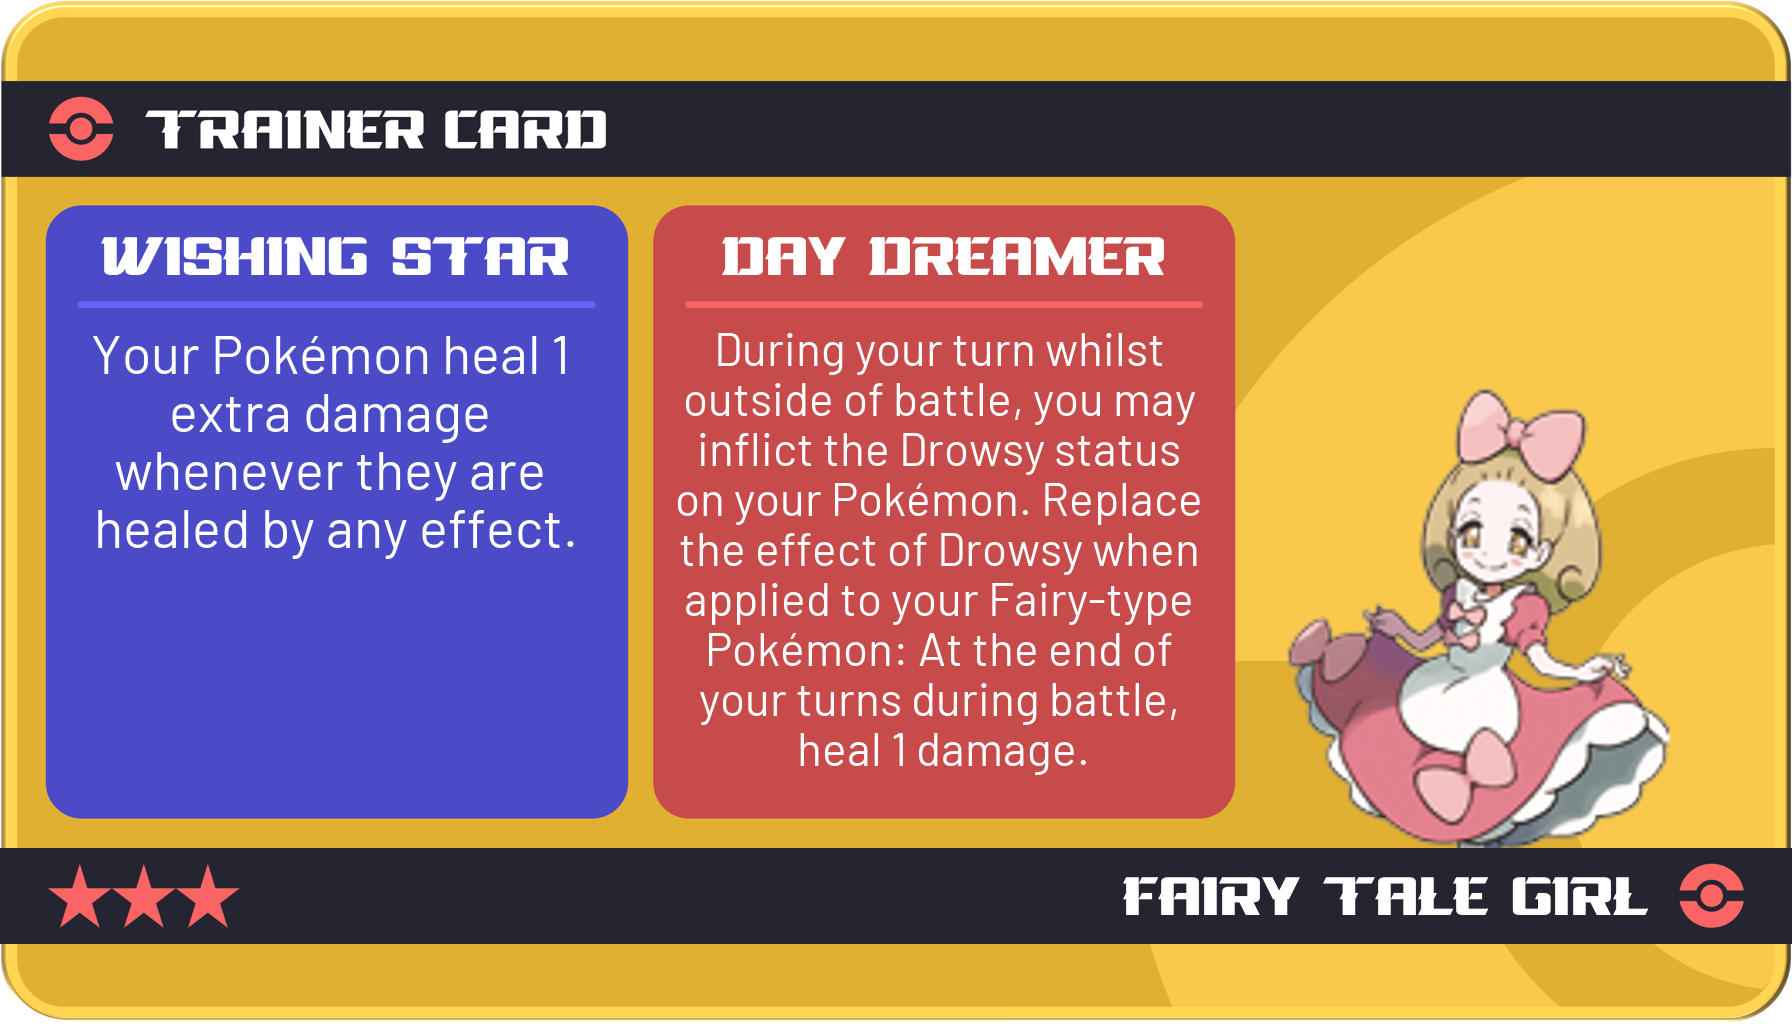 TRAINER CARD
WISHING STAR
Your Pokémon heal 1
extra damage
whenever they are
healed by any effect.
DAY DREAMER
During your turn whilst
outside of battle, you may
inflict the Drowsy status
on your Pokémon. Replace
the effect of Drowsy when
applied to your Fairy-type
Pokémon: At the end of
your turns during battle,
heal 1 damage.
FAIRY TALE GIRL